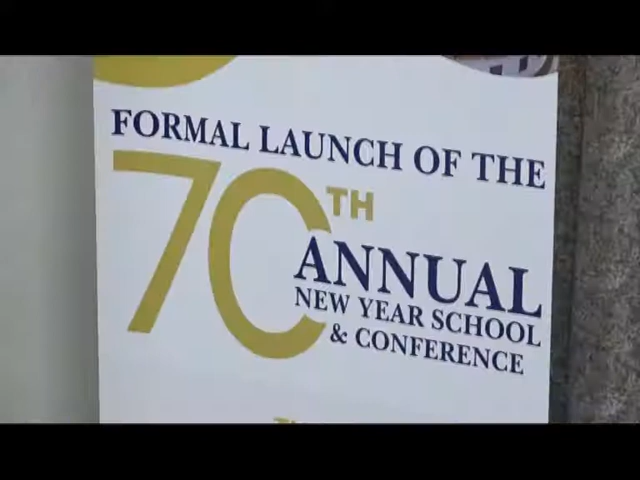 FORMAL LAUNCH OF THE
70TH
ANNUAL
NEW YEAR SCHOOL
& CONFERENCE